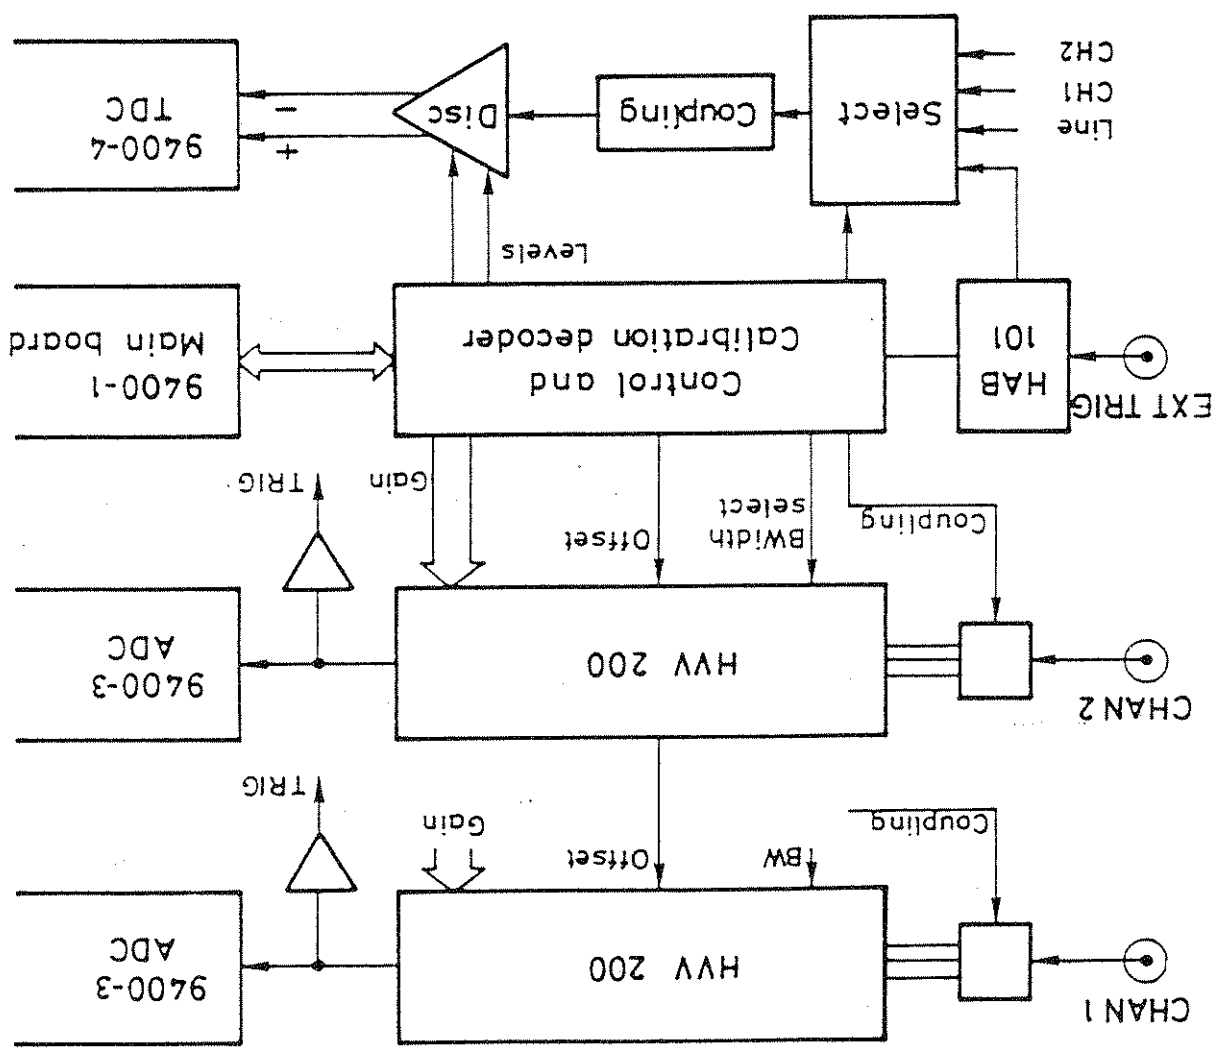 CHAN 1
HVV 200
9400-3
ADC
Coupling
BW
Offset
Gain
TRIG
CHAN 2
HVV 200
9400-3
ADC
Coupling
BWidth
select
Offset
Gain
TRIG
EXT TRIG
HAB
101
Control and
Calibration decoder
9400-1
Main board
Levels
Line
CH1
CH2
Select
Coupling
Disc
+
-
9400-4
TDC